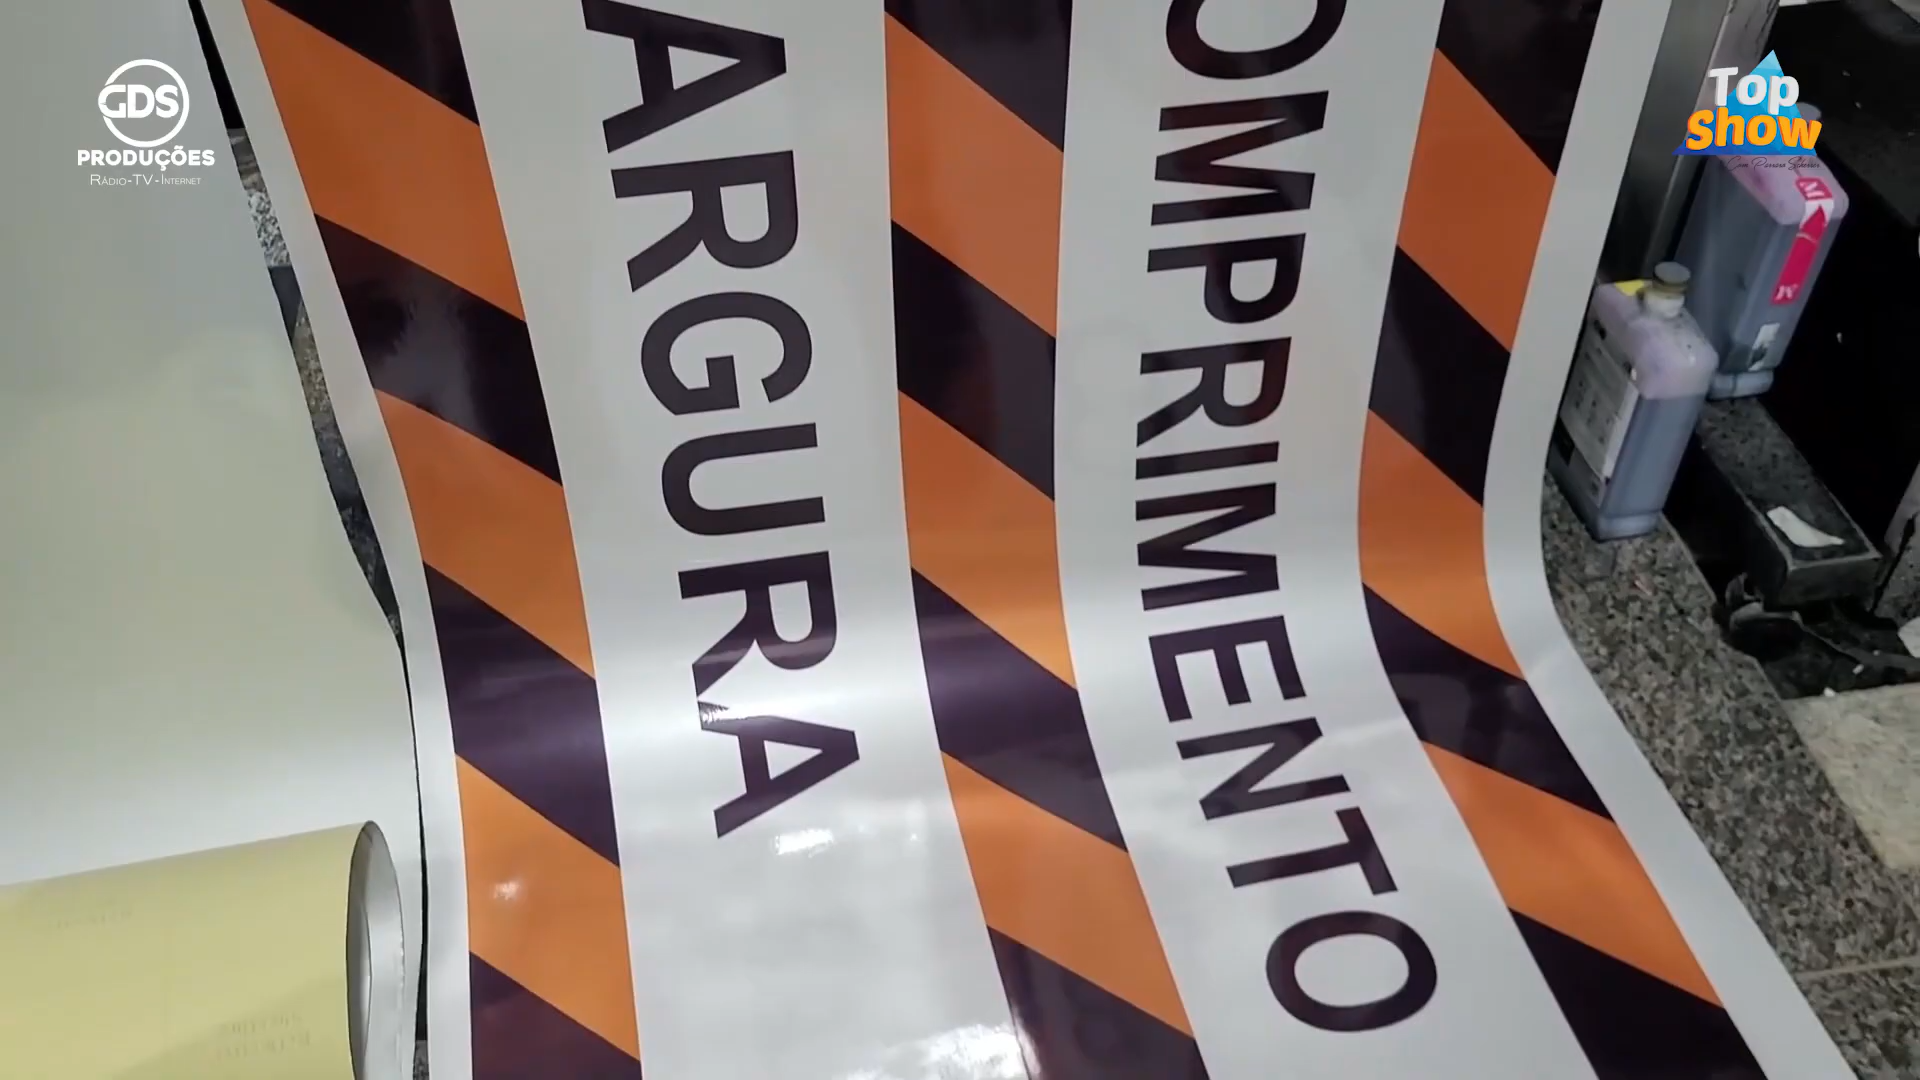 GDS
PRODUÇÕES
RÁDIO-TV-INTERNET
Top
Show
ARGURA
OMPRIMENTO
M
M